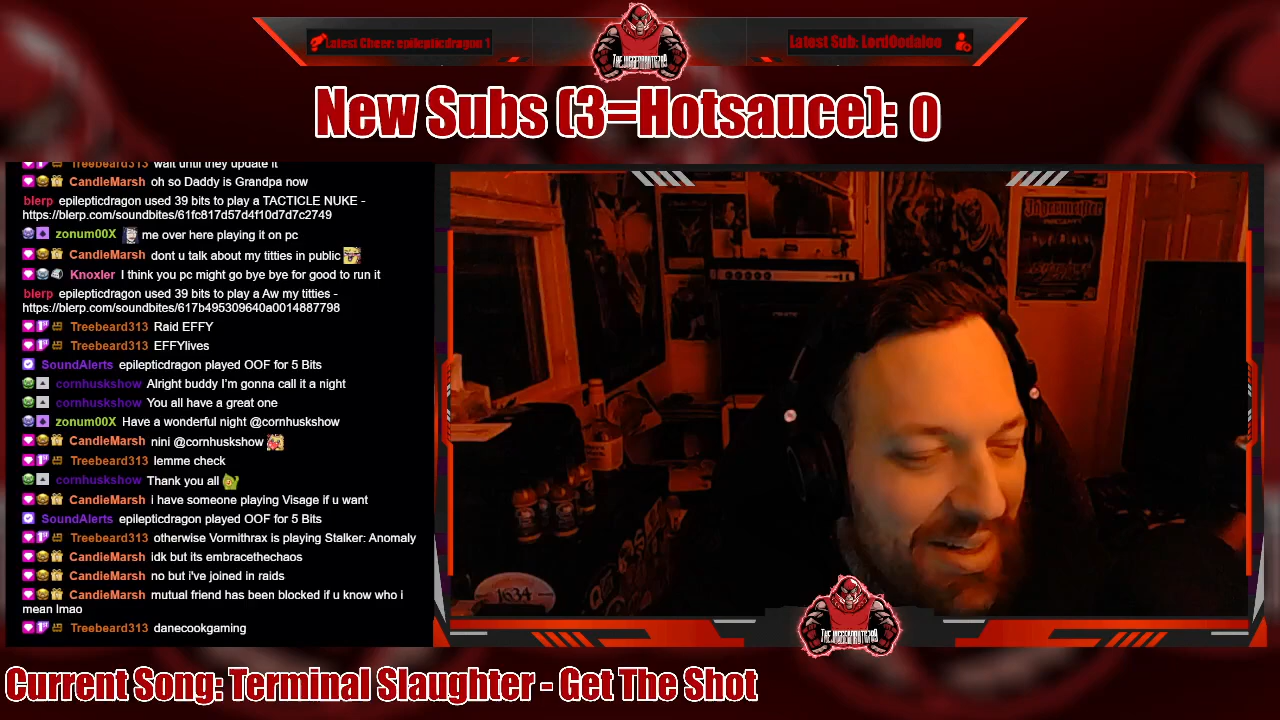 Latest Cheer: epilepticdragon 1
Latest Sub: LordOodaloo
New Subs (3=Hotsauce): 0
Treebeard313 wait until they update it
CandieMarsh oh so Daddy is Grandpa now
blerp epilepticdragon used 39 bits to play a TACTICLE NUKE -
https://blerp.com/soundbites/61fc817d57d4f10d7d7c2749
zonum00X me over here playing it on pc
CandieMarsh dont u talk about my titties in public
Knoxler I think you pc might go bye bye for good to run it
blerp epilepticdragon used 39 bits to play a Aw my titties -
https://blerp.com/soundbites/617b495309640a0014887798
Treebeard313 Raid EFFY
Treebeard313 EFFYlives
SoundAlerts epilepticdragon played OOF for 5 Bits
cornhuskshow Alright buddy I'm gonna call it a night
cornhuskshow You all have a great one
zonum00X Have a wonderful night @cornhuskshow
CandieMarsh nini @cornhuskshow
Treebeard313 lemme check
cornhuskshow Thank you all
CandieMarsh i have someone playing Visage if u want
SoundAlerts epilepticdragon played OOF for 5 Bits
Treebeard313 otherwise Vormithrax is playing Stalker: Anomaly
CandieMarsh idk but its embracethechaos
CandieMarsh no but i've joined in raids
CandieMarsh mutual friend has been blocked if u know who i
mean lmao
Treebeard313 danecookgaming
Jägermeister
1634
Current Song: Terminal Slaughter - Get The Shot